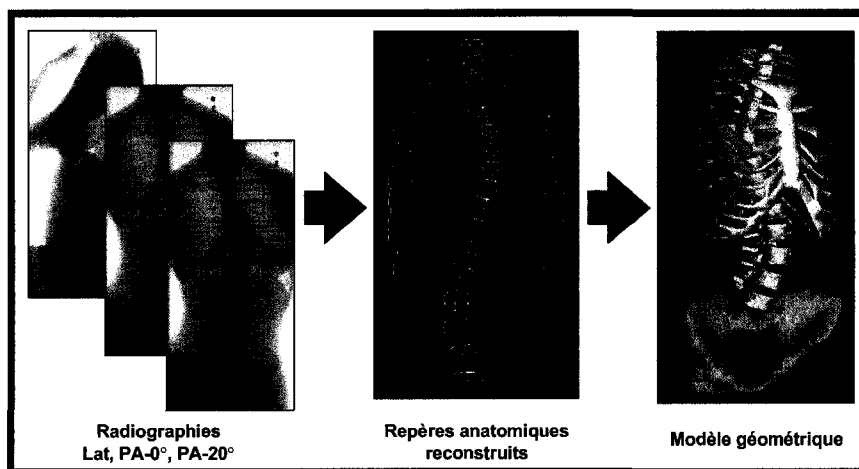 Radiographies
Lat, PA-0°, PA-20°
Repères anatomiques
reconstruits
Modèle géométrique